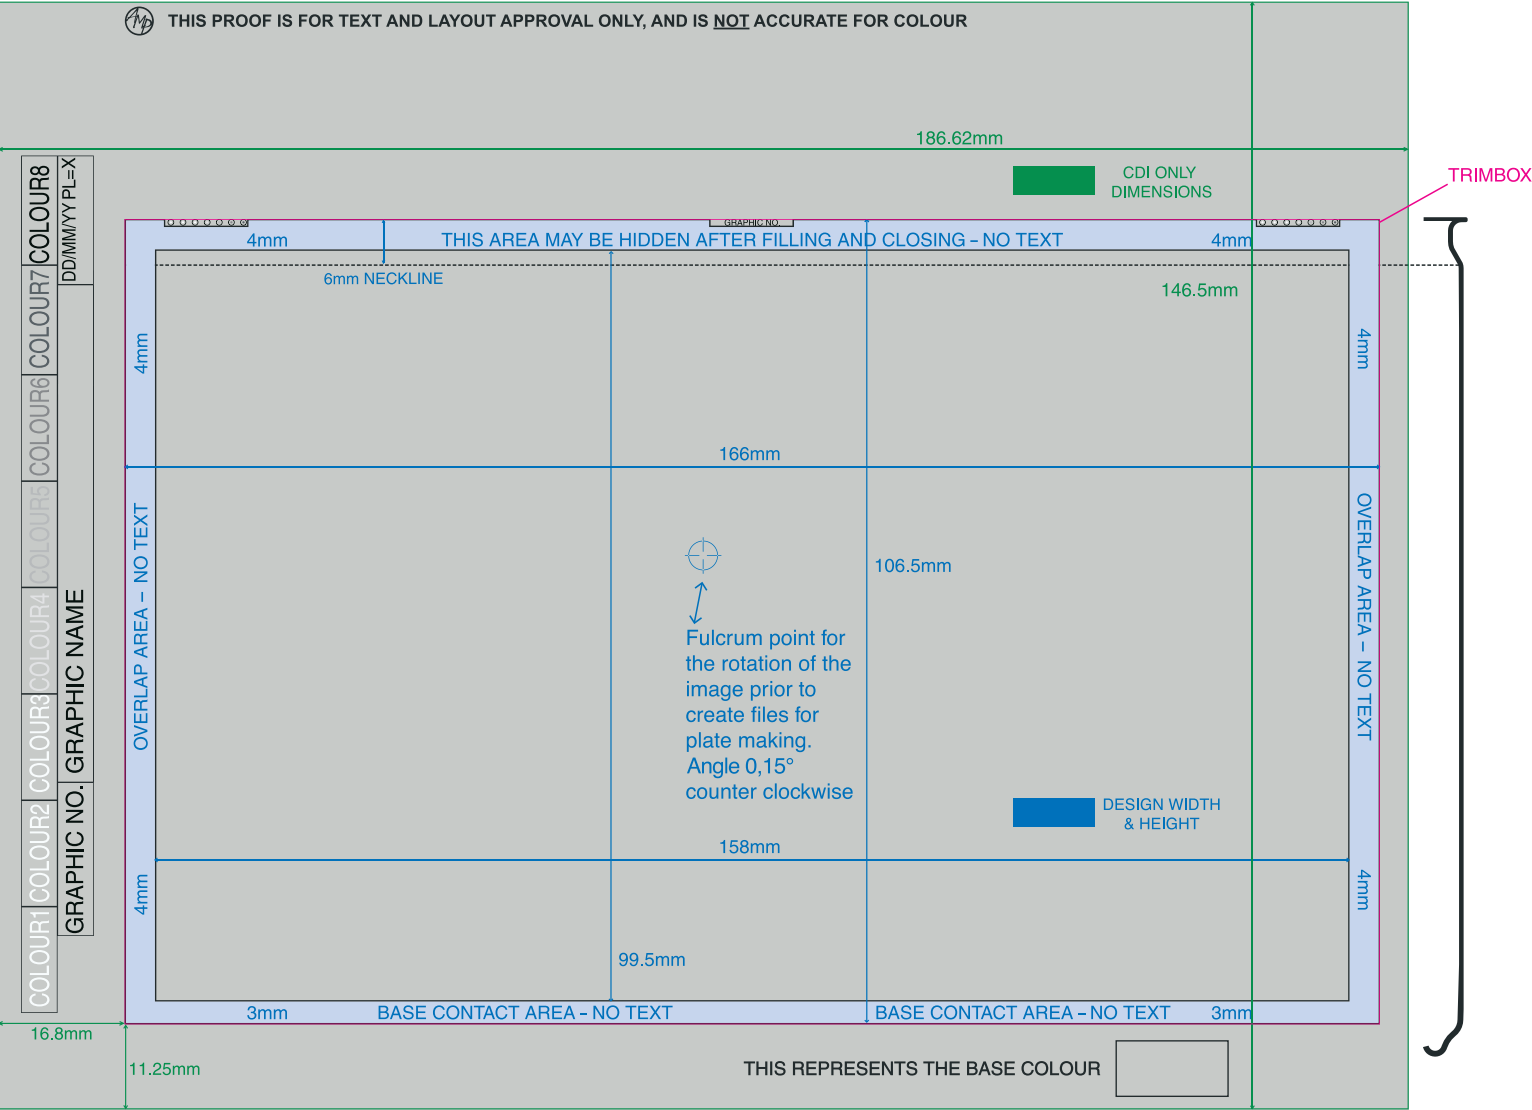 AMP
THIS PROOF IS FOR TEXT AND LAYOUT APPROVAL ONLY, AND IS NOT ACCURATE FOR COLOUR
186.62mm
CDI ONLY
DIMENSIONS
TRIMBOX
GRAPHIC NO.
4mm
THIS AREA MAY BE HIDDEN AFTER FILLING AND CLOSING – NO TEXT
4mm
6mm NECKLINE
146.5mm
COLOUR8
COLOUR7
COLOUR6
COLOUR5
COLOUR4
COLOUR3
COLOUR2
COLOUR1
DD/MM/YY PL=X
GRAPHIC NAME
GRAPHIC NO.
4mm
OVERLAP AREA – NO TEXT
4mm
4mm
OVERLAP AREA – NO TEXT
4mm
166mm
106.5mm
Fulcrum point for
the rotation of the
image prior to
create files for
plate making.
Angle 0,15°
counter clockwise
DESIGN WIDTH
& HEIGHT
158mm
99.5mm
3mm
BASE CONTACT AREA – NO TEXT
BASE CONTACT AREA – NO TEXT
3mm
16.8mm
11.25mm
THIS REPRESENTS THE BASE COLOUR